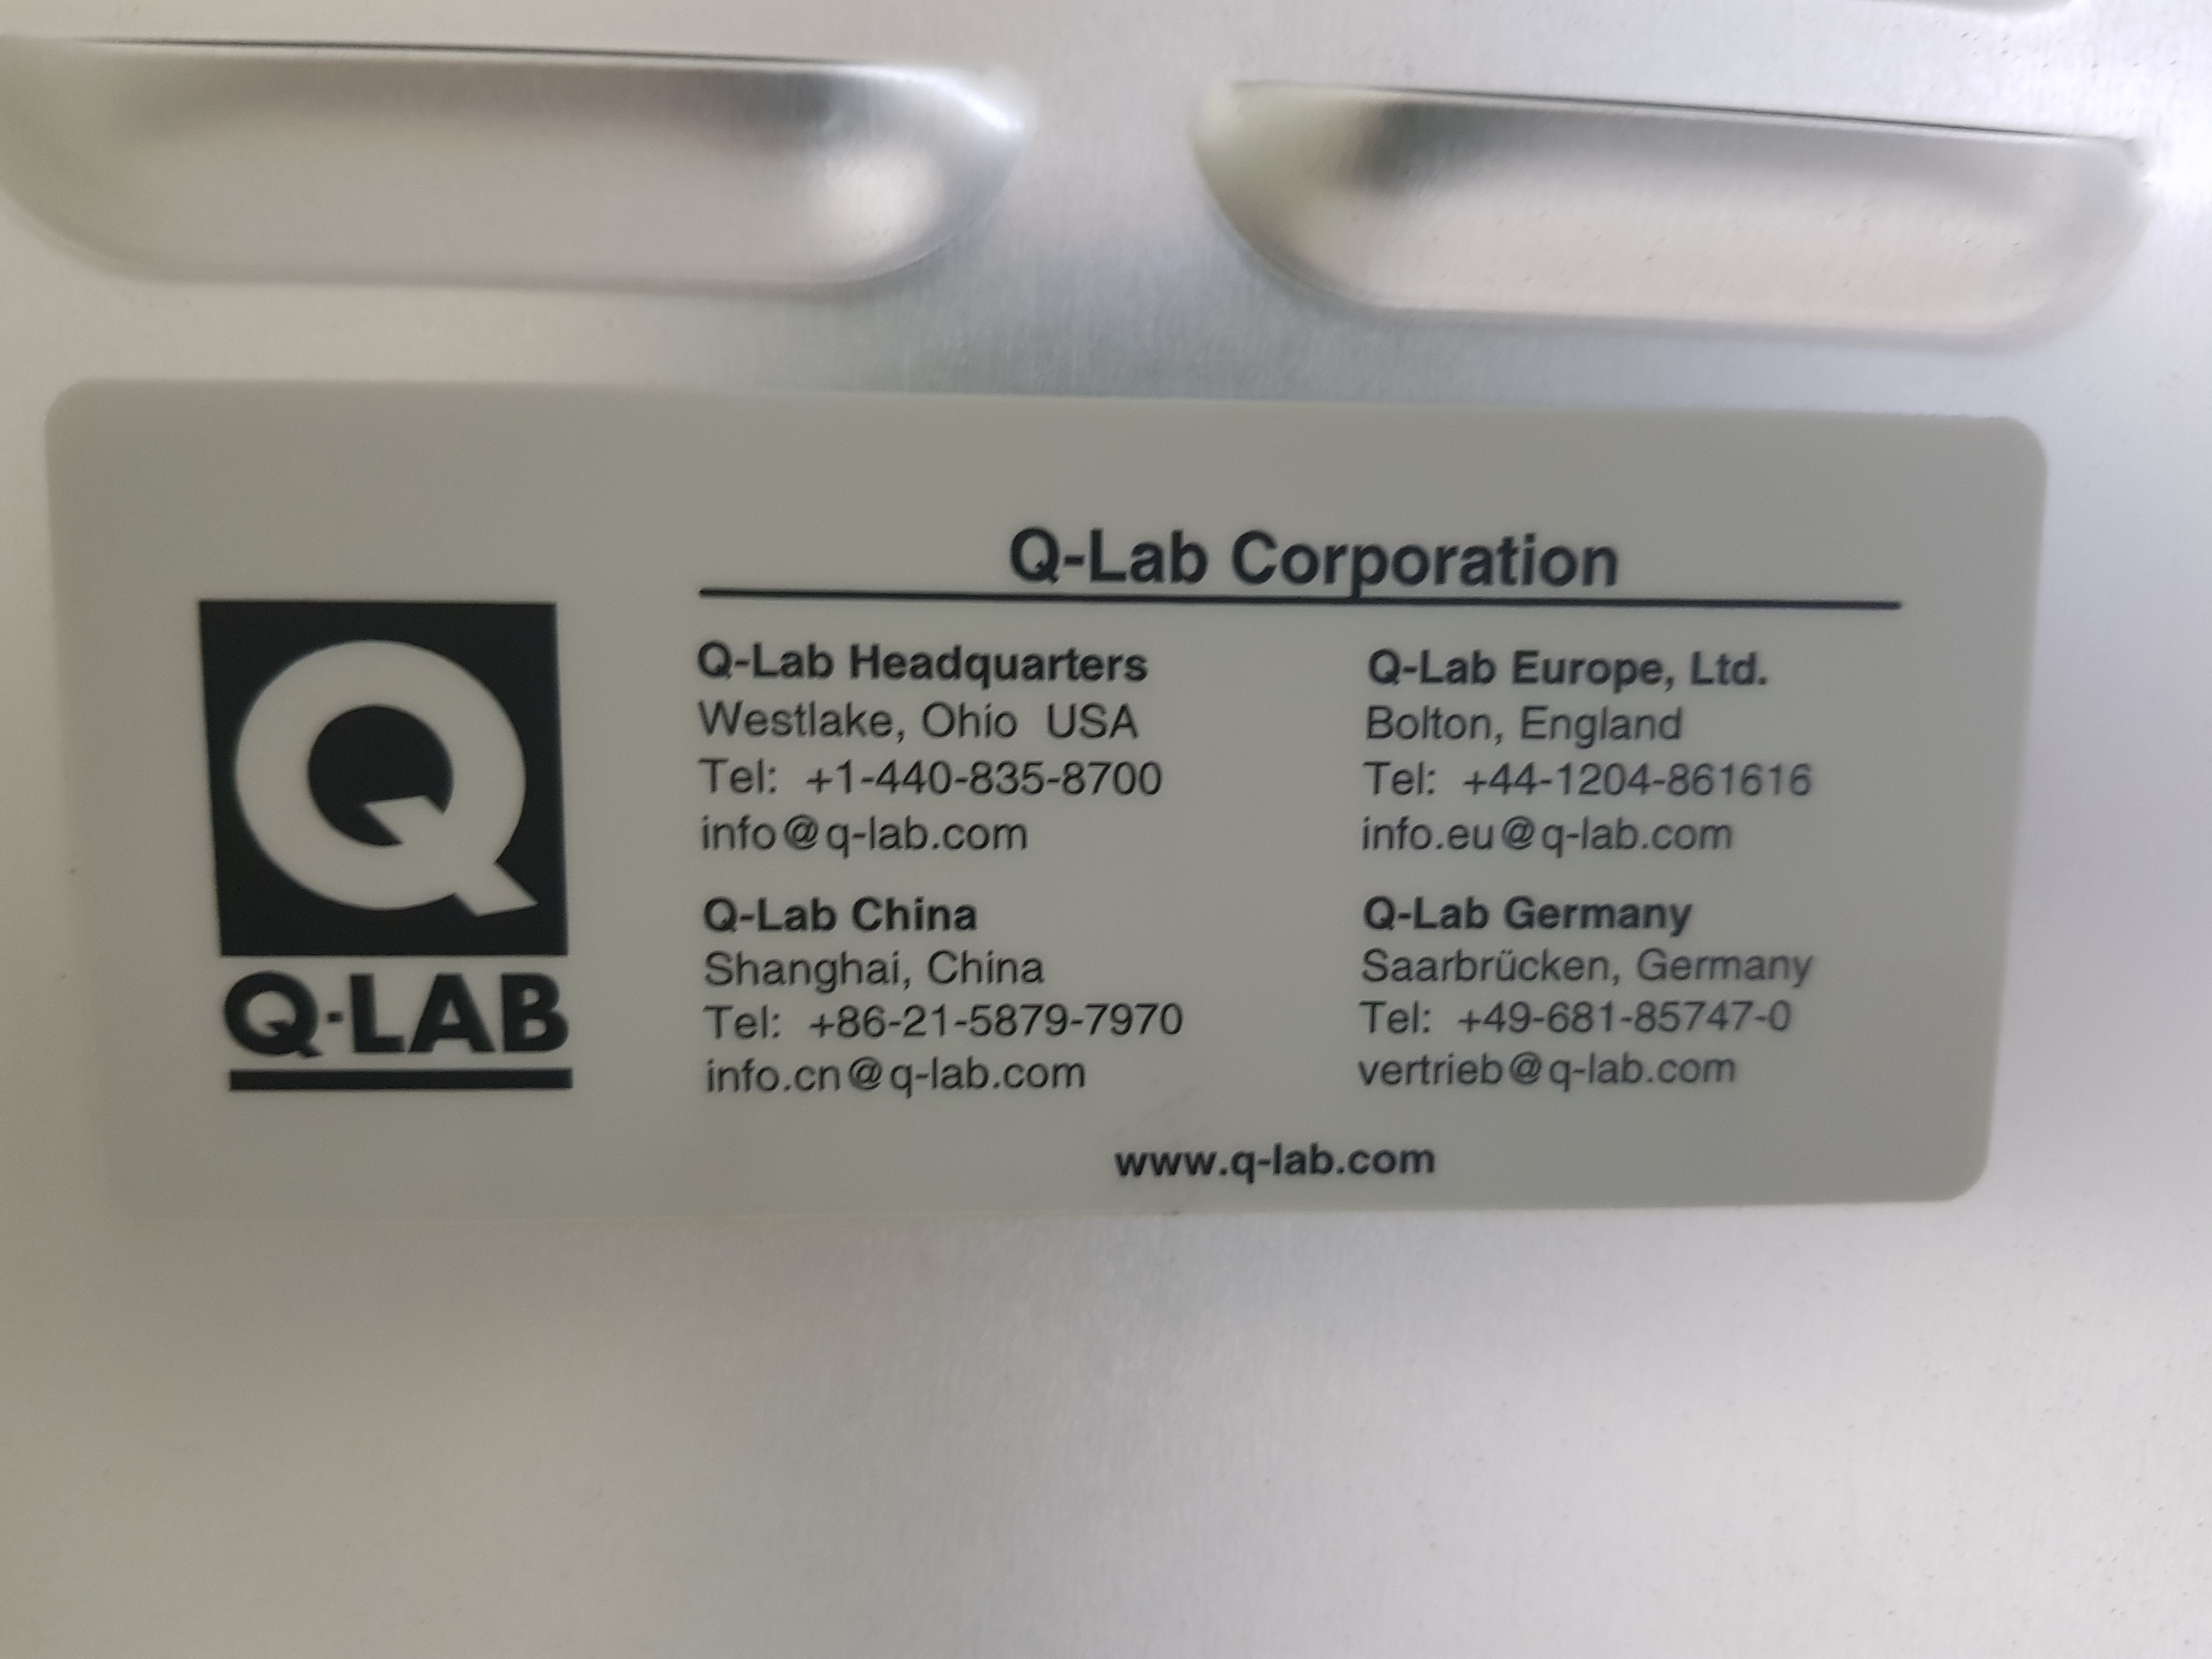 Q-Lab Corporation
Q-LAB
Q-Lab Headquarters
Westlake, Ohio  USA
Tel:  +1-440-835-8700
info@q-lab.com
Q-Lab Europe, Ltd.
Bolton, England
Tel:  +44-1204-861616
info.eu@q-lab.com
Q-Lab China
Shanghai, China
Tel:  +86-21-5879-7970
info.cn@q-lab.com
Q-Lab Germany
Saarbrücken, Germany
Tel:  +49-681-85747-0
vertrieb@q-lab.com
www.q-lab.com